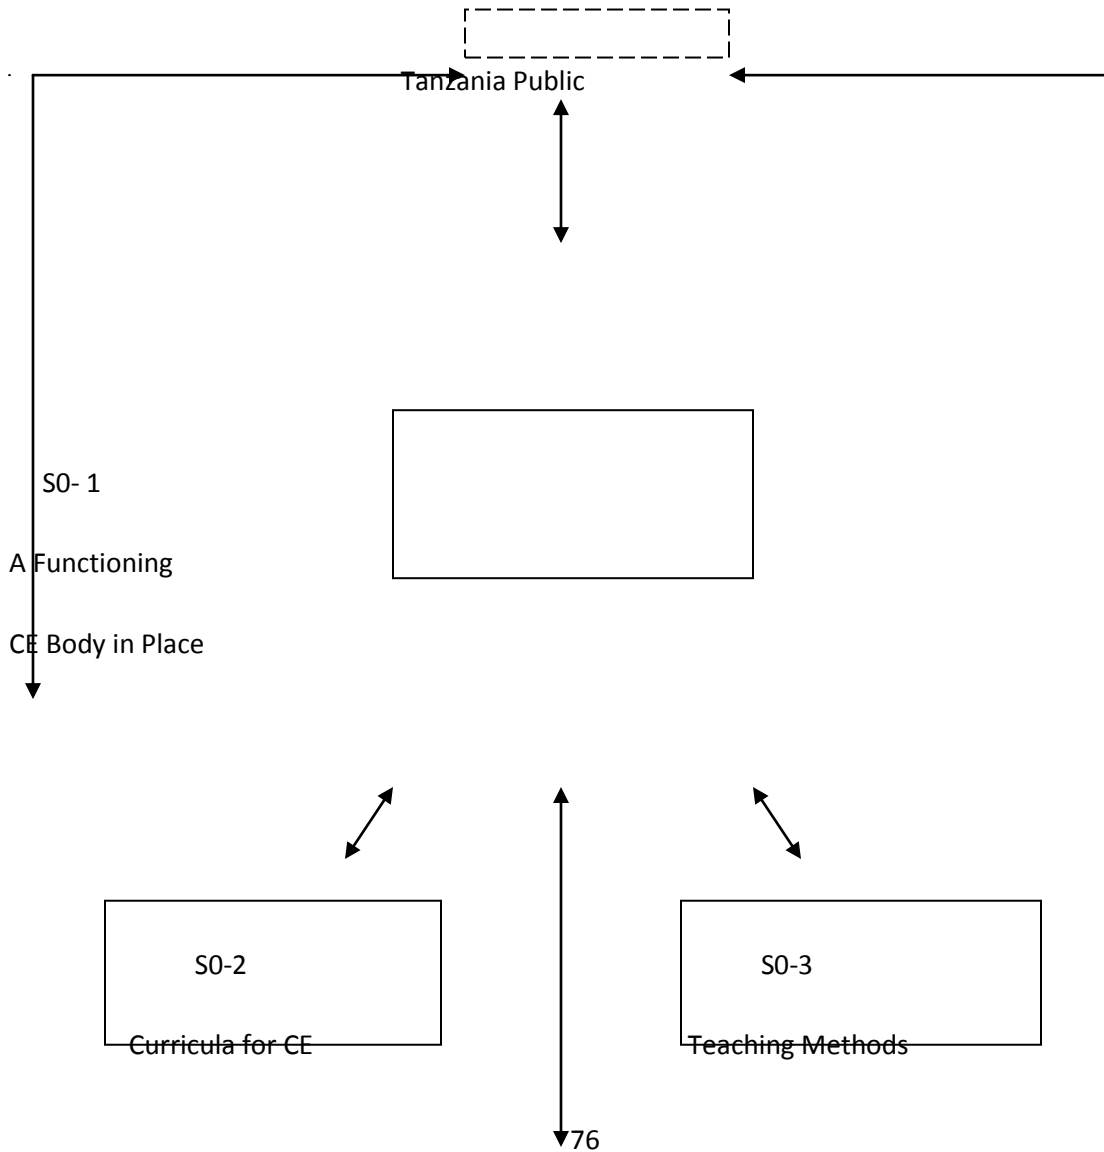 Tanzania Public
S0- 1
A Functioning
CE Body in Place
S0-2
S0-3
Curricula for CE
Teaching Methods
76